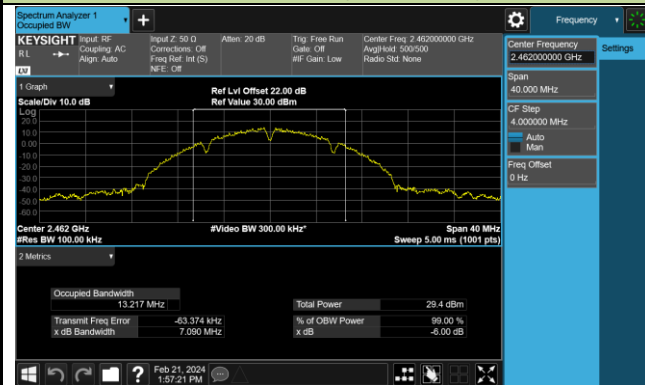 Spectrum Analyzer 1
Occupied BW
Frequency
KEYSIGHT
Input: RF
Input Z: 50 Ω
Atten: 20 dB
Trig: Free Run
Center Freq: 2.462000000 GHz
RL
Coupling: AC
Corrections: Off
Gate: Off
Avg|Hold: 500/500
Align: Auto
Freq Ref: Int (S)
#IF Gain: Low
Radio Std: None
NFE: Off
LXI
Center Frequency
2.462000000 GHz
Settings
Span
40.000 MHz
CF Step
4.000000 MHz
Auto
Man
Freq Offset
0 Hz
1 Graph
Ref Lvl Offset 22.00 dB
Scale/Div 10.0 dB
Ref Value 30.00 dBm
Log
20.0
10.0
0.00
-10.0
-20.0
-30.0
-40.0
-50.0
-60.0
Center 2.462 GHz
#Video BW 300.00 kHz*
Span 40 MHz
#Res BW 100.00 kHz
Sweep 5.00 ms (1001 pts)
2 Metrics
Occupied Bandwidth
13.217 MHz
Total Power
29.4 dBm
Transmit Freq Error
-63.374 kHz
% of OBW Power
99.00 %
x dB Bandwidth
7.090 MHz
x dB
-6.00 dB
Feb 21, 2024
1:57:21 PM